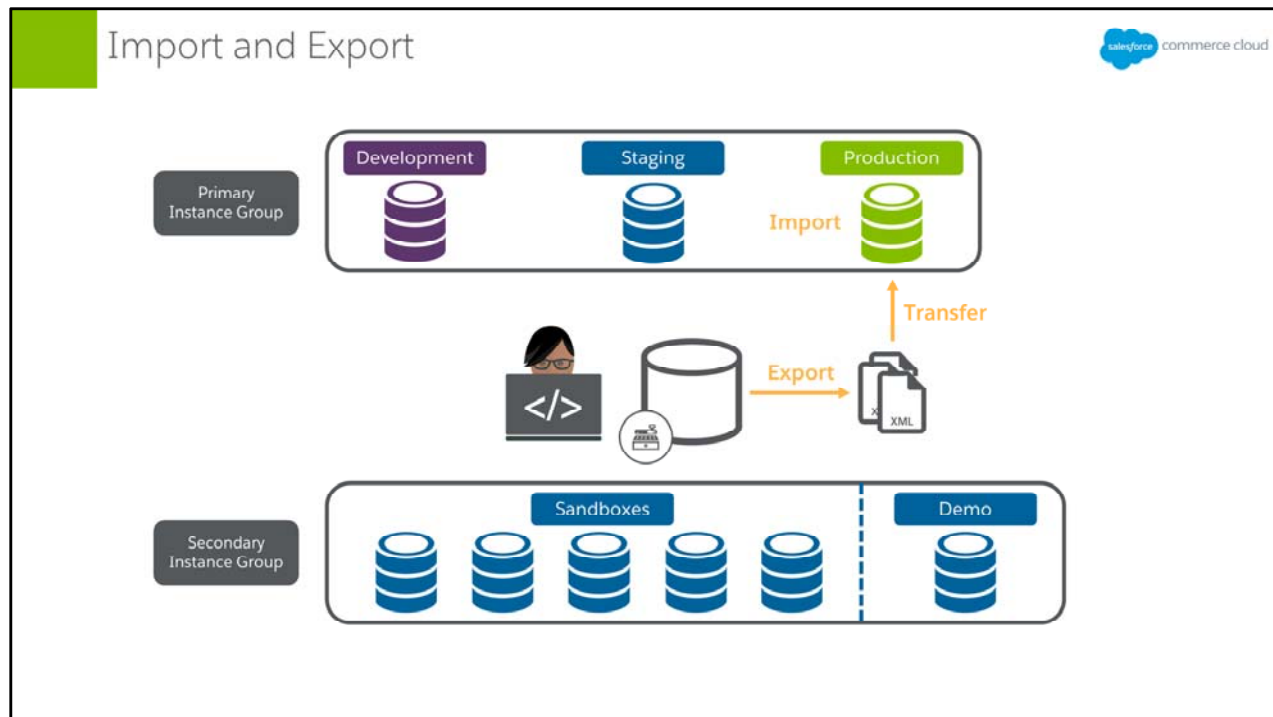 Import and Export
salesforce commerce cloud
Development
Staging
Production
Primary
Instance Group
Import
Transfer
</>
Export
X
XML
Sandboxes
Demo
Secondary
Instance Group